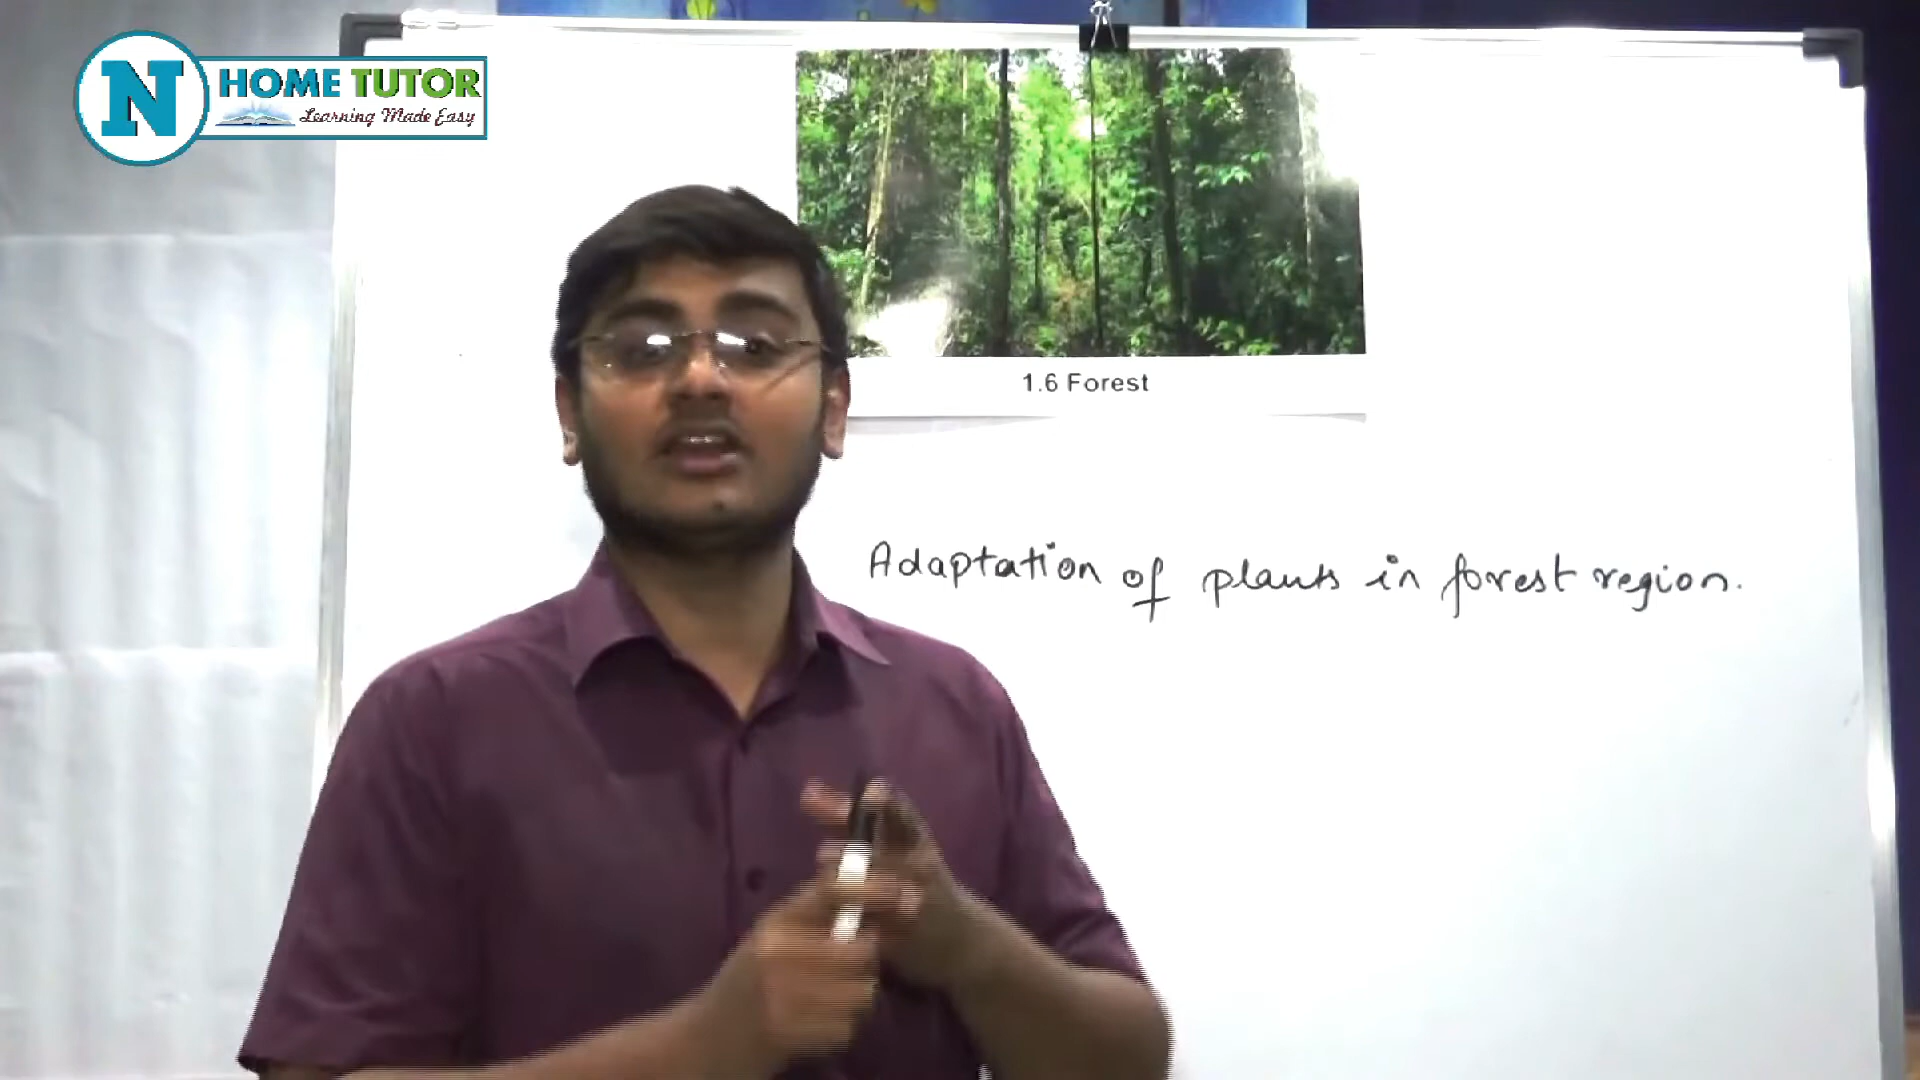 N HOME TUTOR
Learning Made Easy
1.6 Forest
Adaptation of plants in forest region.